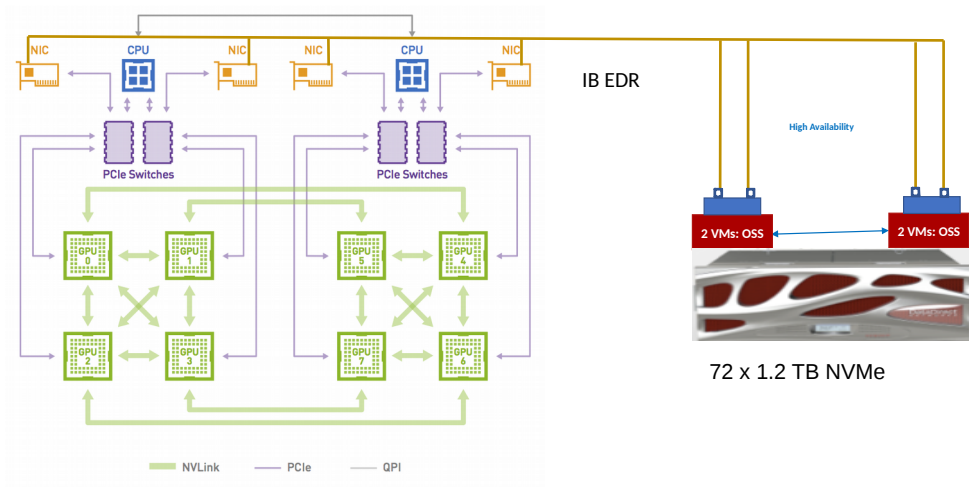 NIC
CPU
NIC
NIC
CPU
NIC
IB EDR
High Availability
PCIe Switches
PCIe Switches
2 VMs: OSS
2 VMs: OSS
GPU
0
GPU
1
GPU
5
GPU
4
GPU
2
GPU
3
GPU
7
GPU
6
72 x 1.2 TB NVMe
NVLink
PCIe
QPI